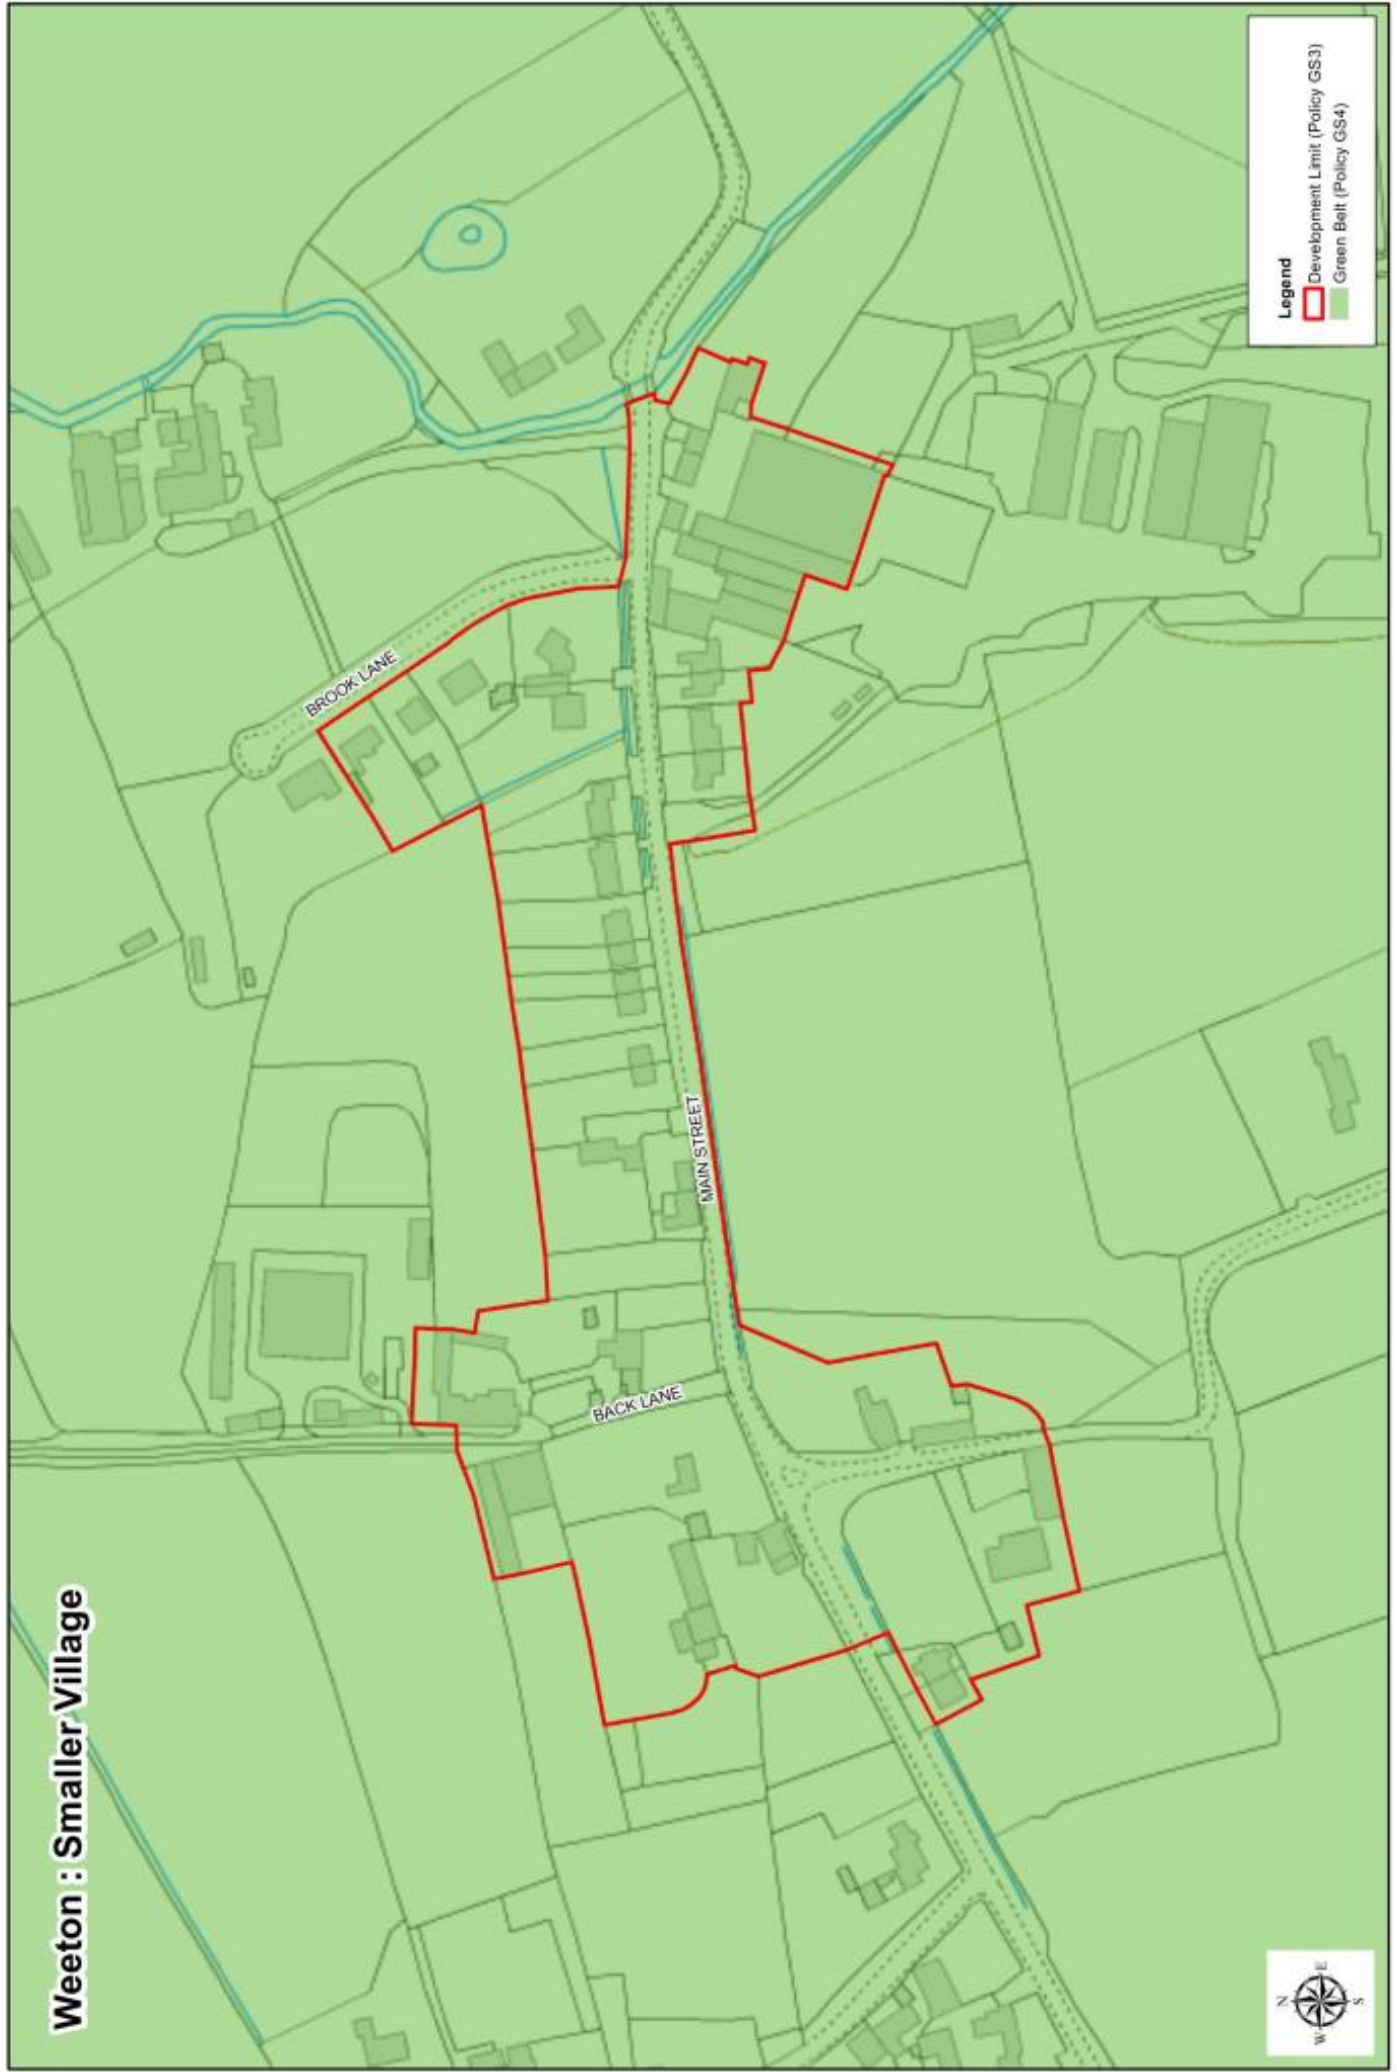 Weeton : Smaller Village
BROOK LANE
MAIN STREET
BACK LANE
Legend
Development Limit (Policy GS3)
Green Belt (Policy GS4)
N
W
E
S